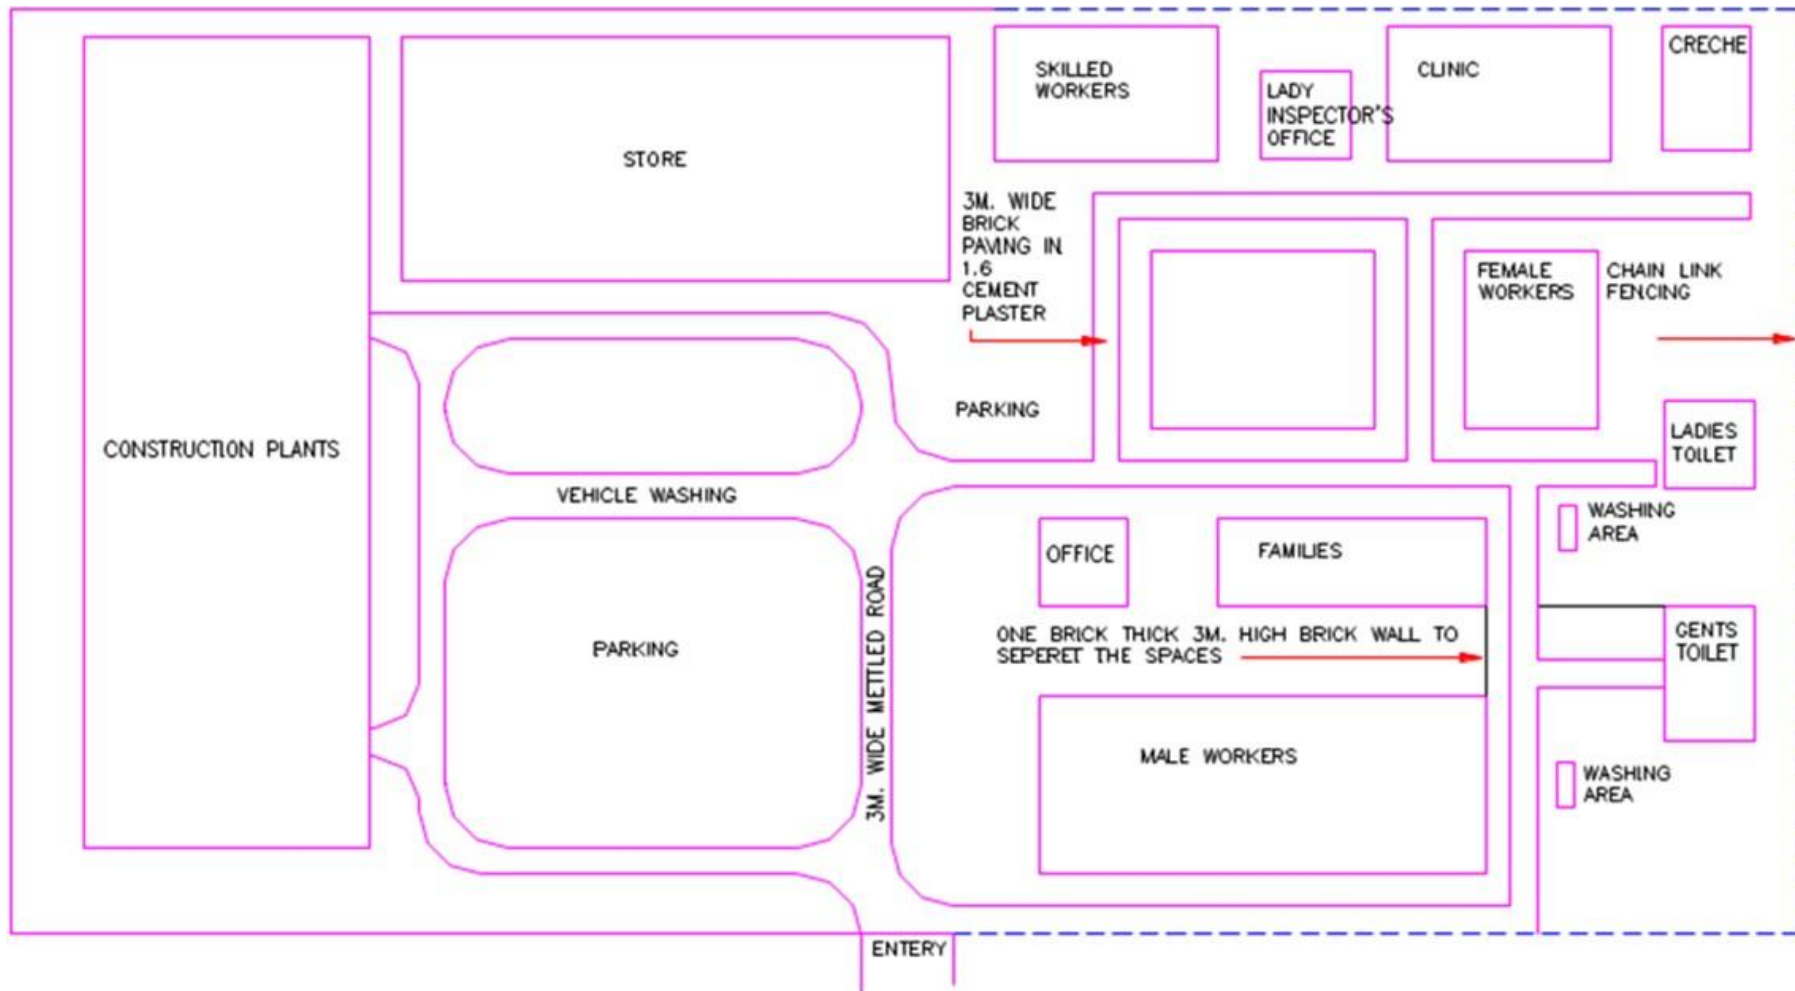 SKILLED
WORKERS
LADY
INSPECTOR'S
OFFICE
CLINIC
CRECHE
STORE
3M. WIDE
BRICK
PAVING IN
1.6
CEMENT
PLASTER
FEMALE
WORKERS
CHAIN LINK
FENCING
PARKING
CONSTRUCTION PLANTS
LADIES
TOILET
VEHICLE WASHING
WASHING
AREA
OFFICE
FAMILIES
3M. WIDE METTLED ROAD
PARKING
ONE BRICK THICK 3M. HIGH BRICK WALL TO
SEPERET THE SPACES
GENTS
TOILET
MALE WORKERS
WASHING
AREA
ENTERY